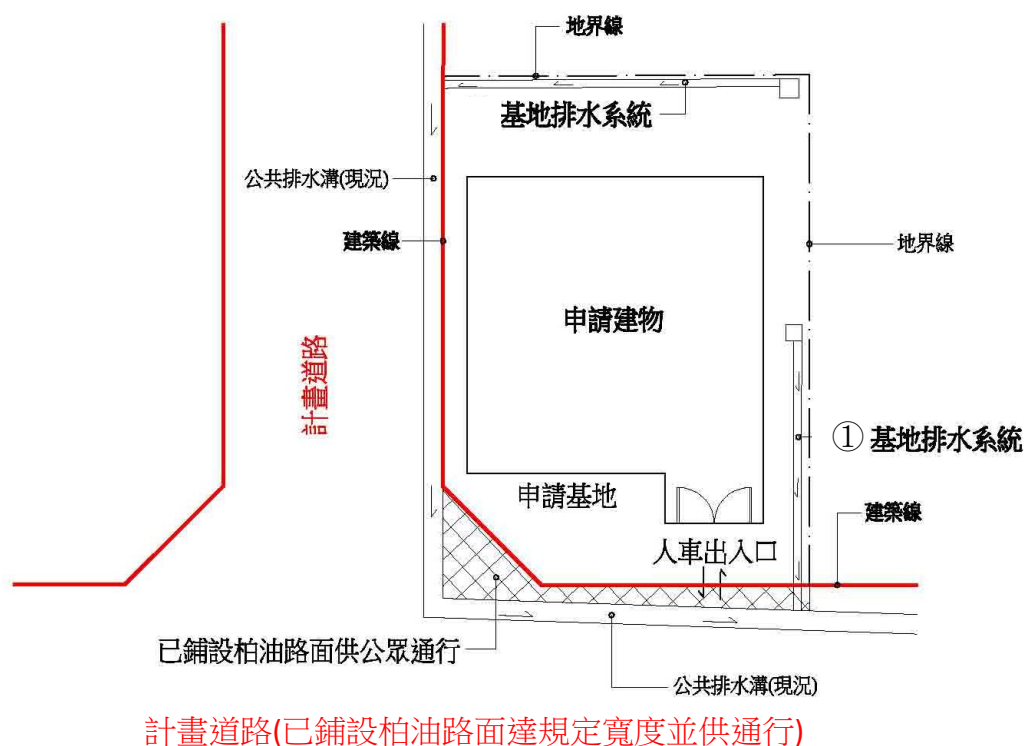 地界線
基地排水系統
公共排水溝(現況)
建築線
地界線
申請建物
計畫道路
① 基地排水系統
申請基地
建築線
人車出入口
已鋪設柏油路面供公眾通行
公共排水溝(現況)
計畫道路(已鋪設柏油路面達規定寬度並供通行)